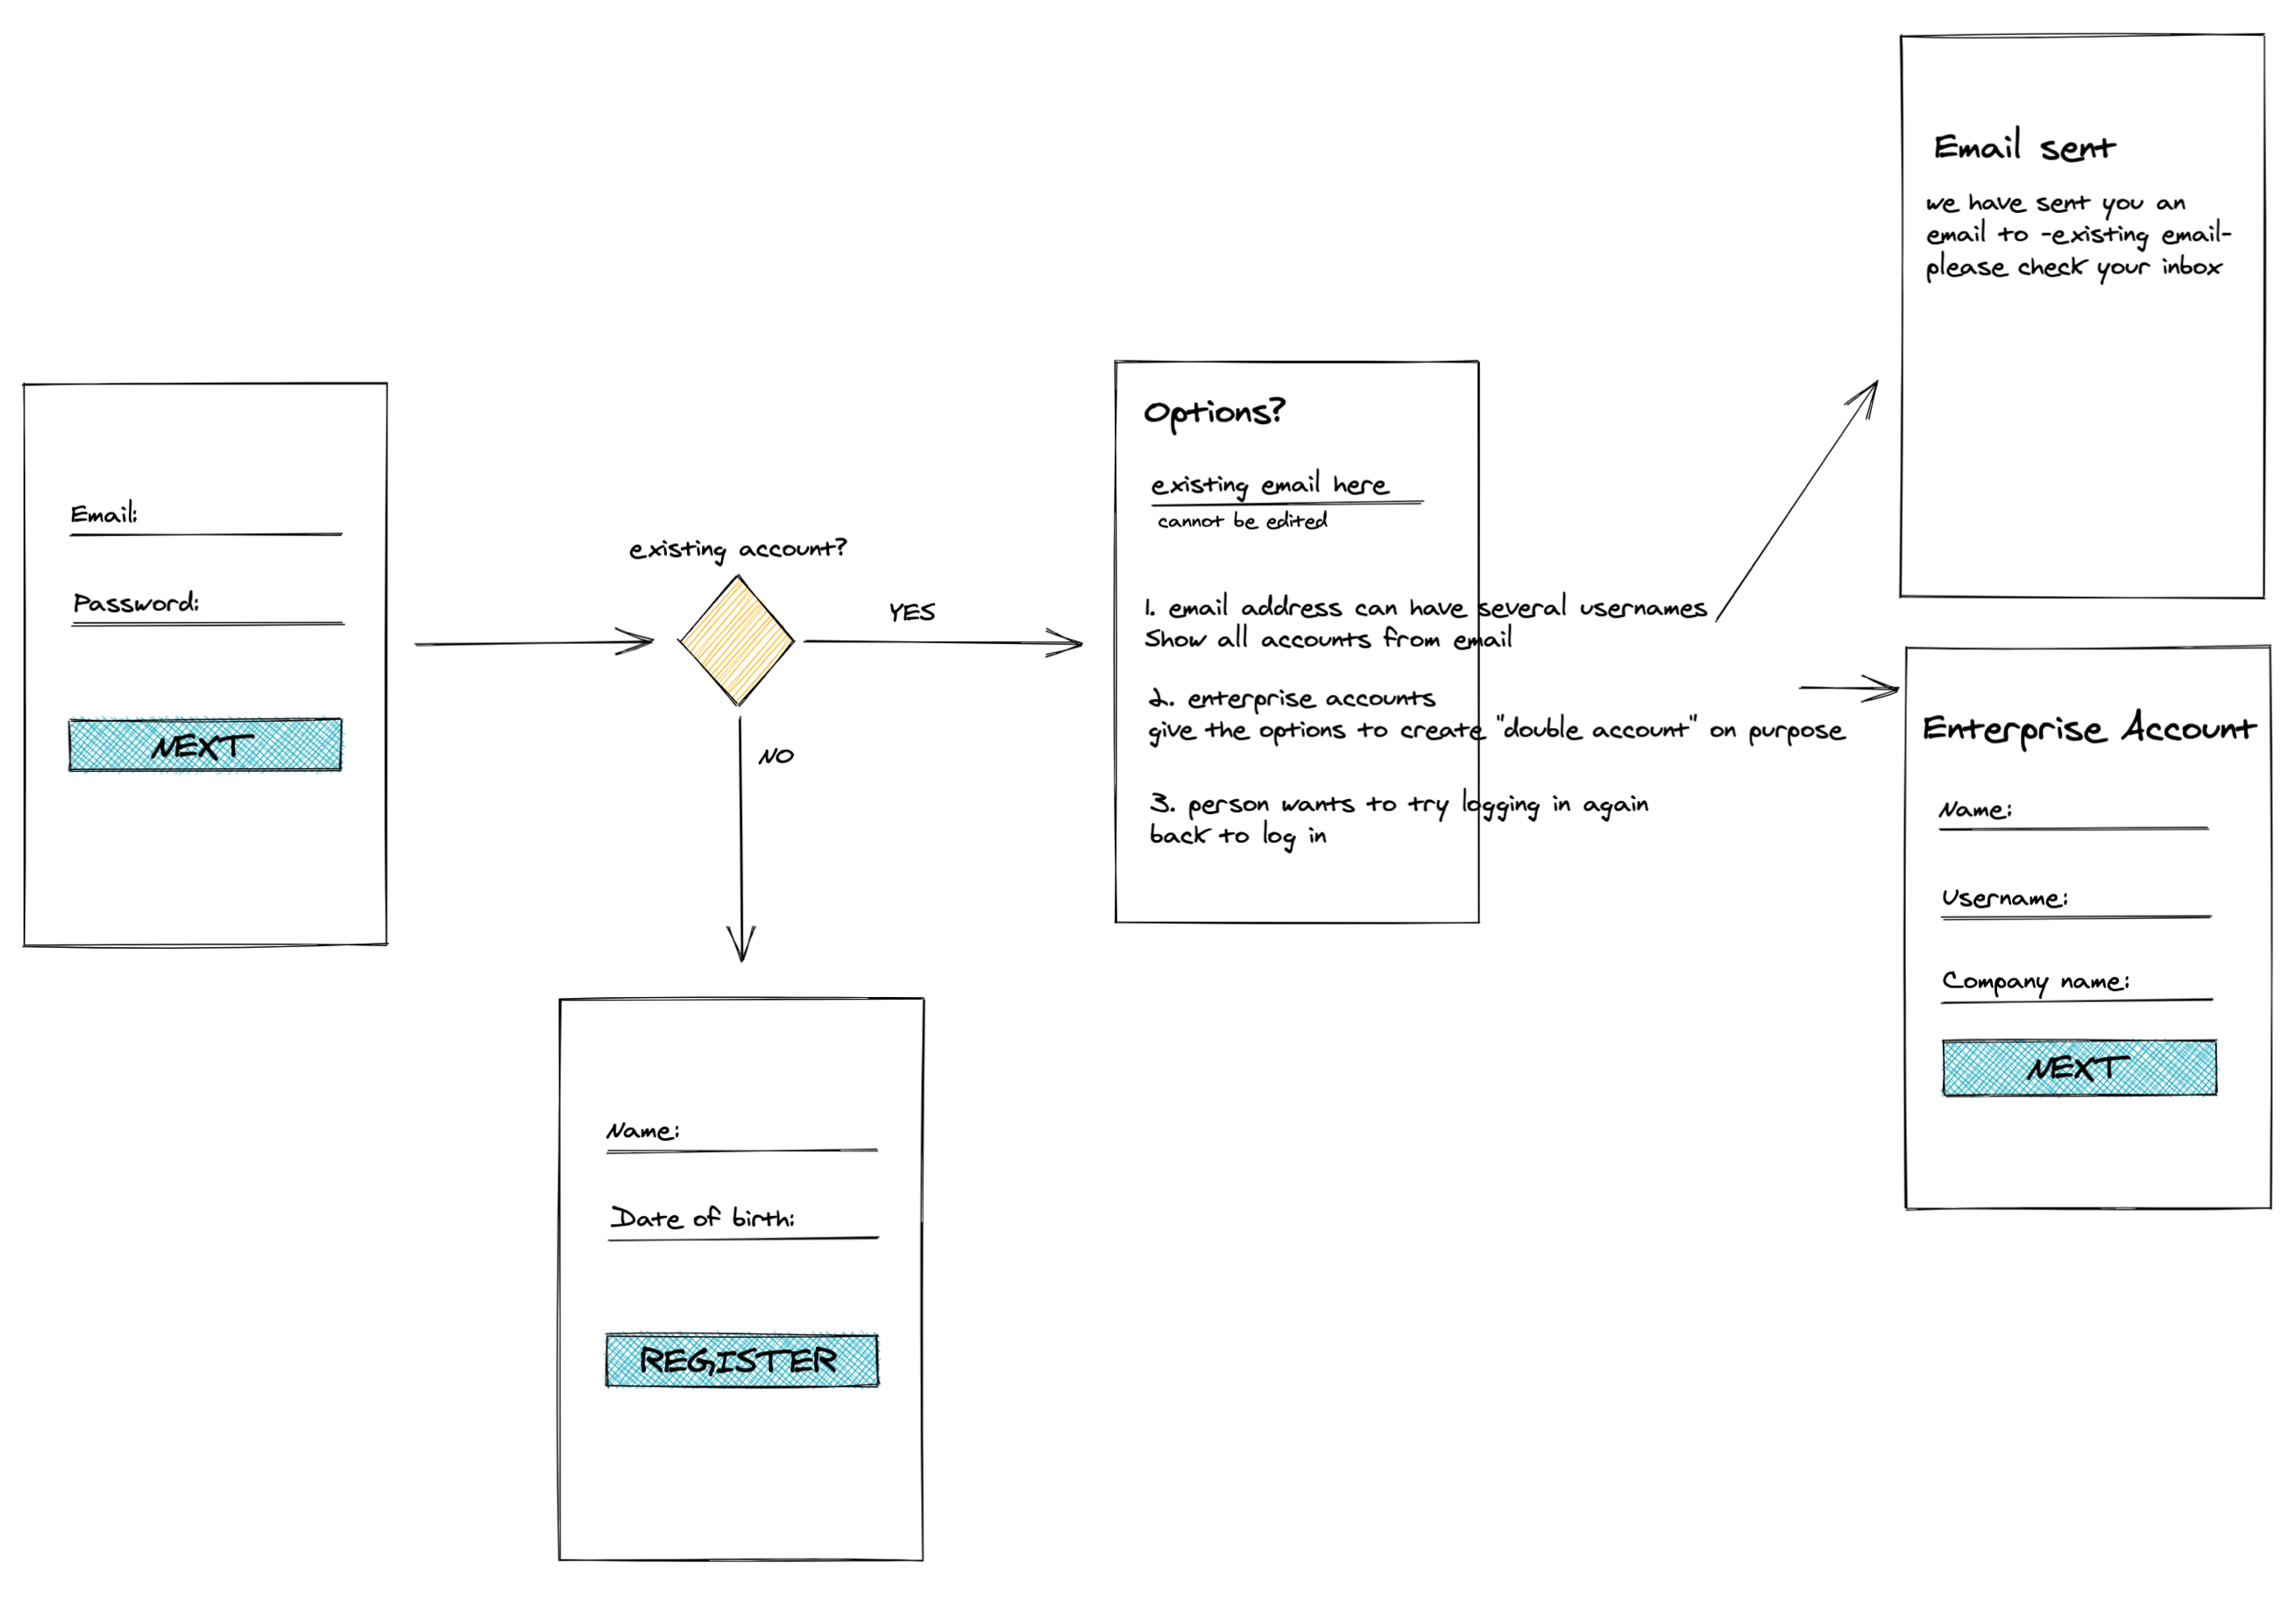 Email:
Password:
NEXT
existing account?
YES
NO
Name:
Date of birth:
REGISTER
Options?
existing email here
cannot be edited
1. email address can have several usernames
Show all accounts from email
2. enterprise accounts
give the options to create "double account" on purpose
3. person wants to try logging in again
back to log in
Email sent
we have sent you an
email to -existing email-
please check your inbox
Enterprise Account
Name:
Username:
Company name:
NEXT